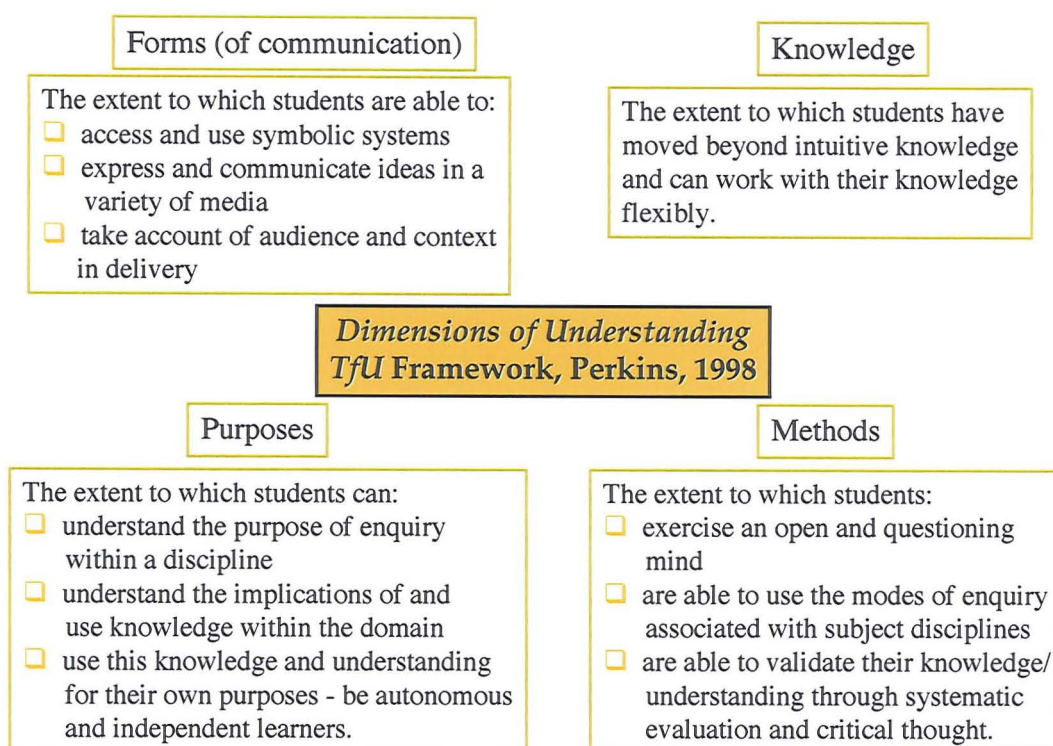 Forms (of communication)
The extent to which students are able to:
❑ access and use symbolic systems
❑ express and communicate ideas in a
variety of media
❑ take account of audience and context
in delivery
Knowledge
The extent to which students have
moved beyond intuitive knowledge
and can work with their knowledge
flexibly.
Dimensions of Understanding
TfU Framework, Perkins, 1998
Purposes
The extent to which students can:
❑ understand the purpose of enquiry
within a discipline
❑ understand the implications of and
use knowledge within the domain
❑ use this knowledge and understanding
for their own purposes - be autonomous
and independent learners.
Methods
The extent to which students:
❑ exercise an open and questioning
mind
❑ are able to use the modes of enquiry
associated with subject disciplines
❑ are able to validate their knowledge/
understanding through systematic
evaluation and critical thought.